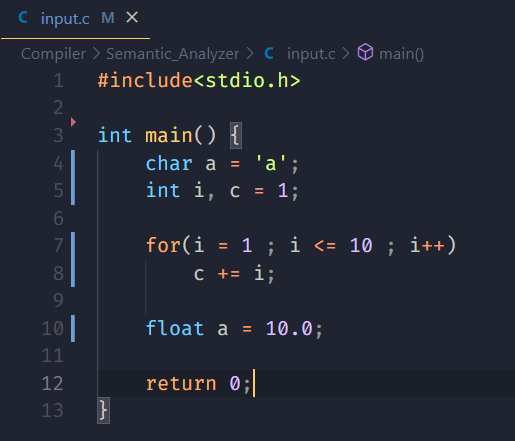 C input.c M ×
Compiler > Semantic_Analyzer > C input.c > main()
1 #include<stdio.h>
2
3 int main() {
4     char a = 'a';
5     int i, c = 1;
6
7     for(i = 1 ; i <= 10 ; i++)
8         c += i;
9
10     float a = 10.0;
11
12     return 0;
13 }